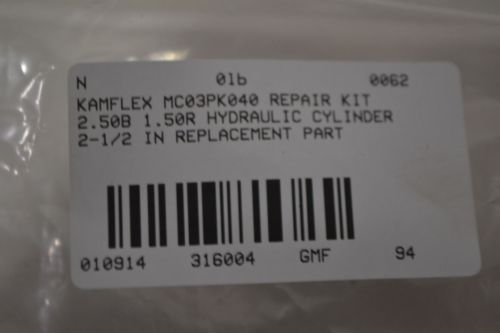 N 01b 0062
KAMFLEX MC03PK040 REPAIR KIT
2.50B 1.50R HYDRAULIC CYLINDER
2-1/2 IN REPLACEMENT PART
010914 316004 GMF 94